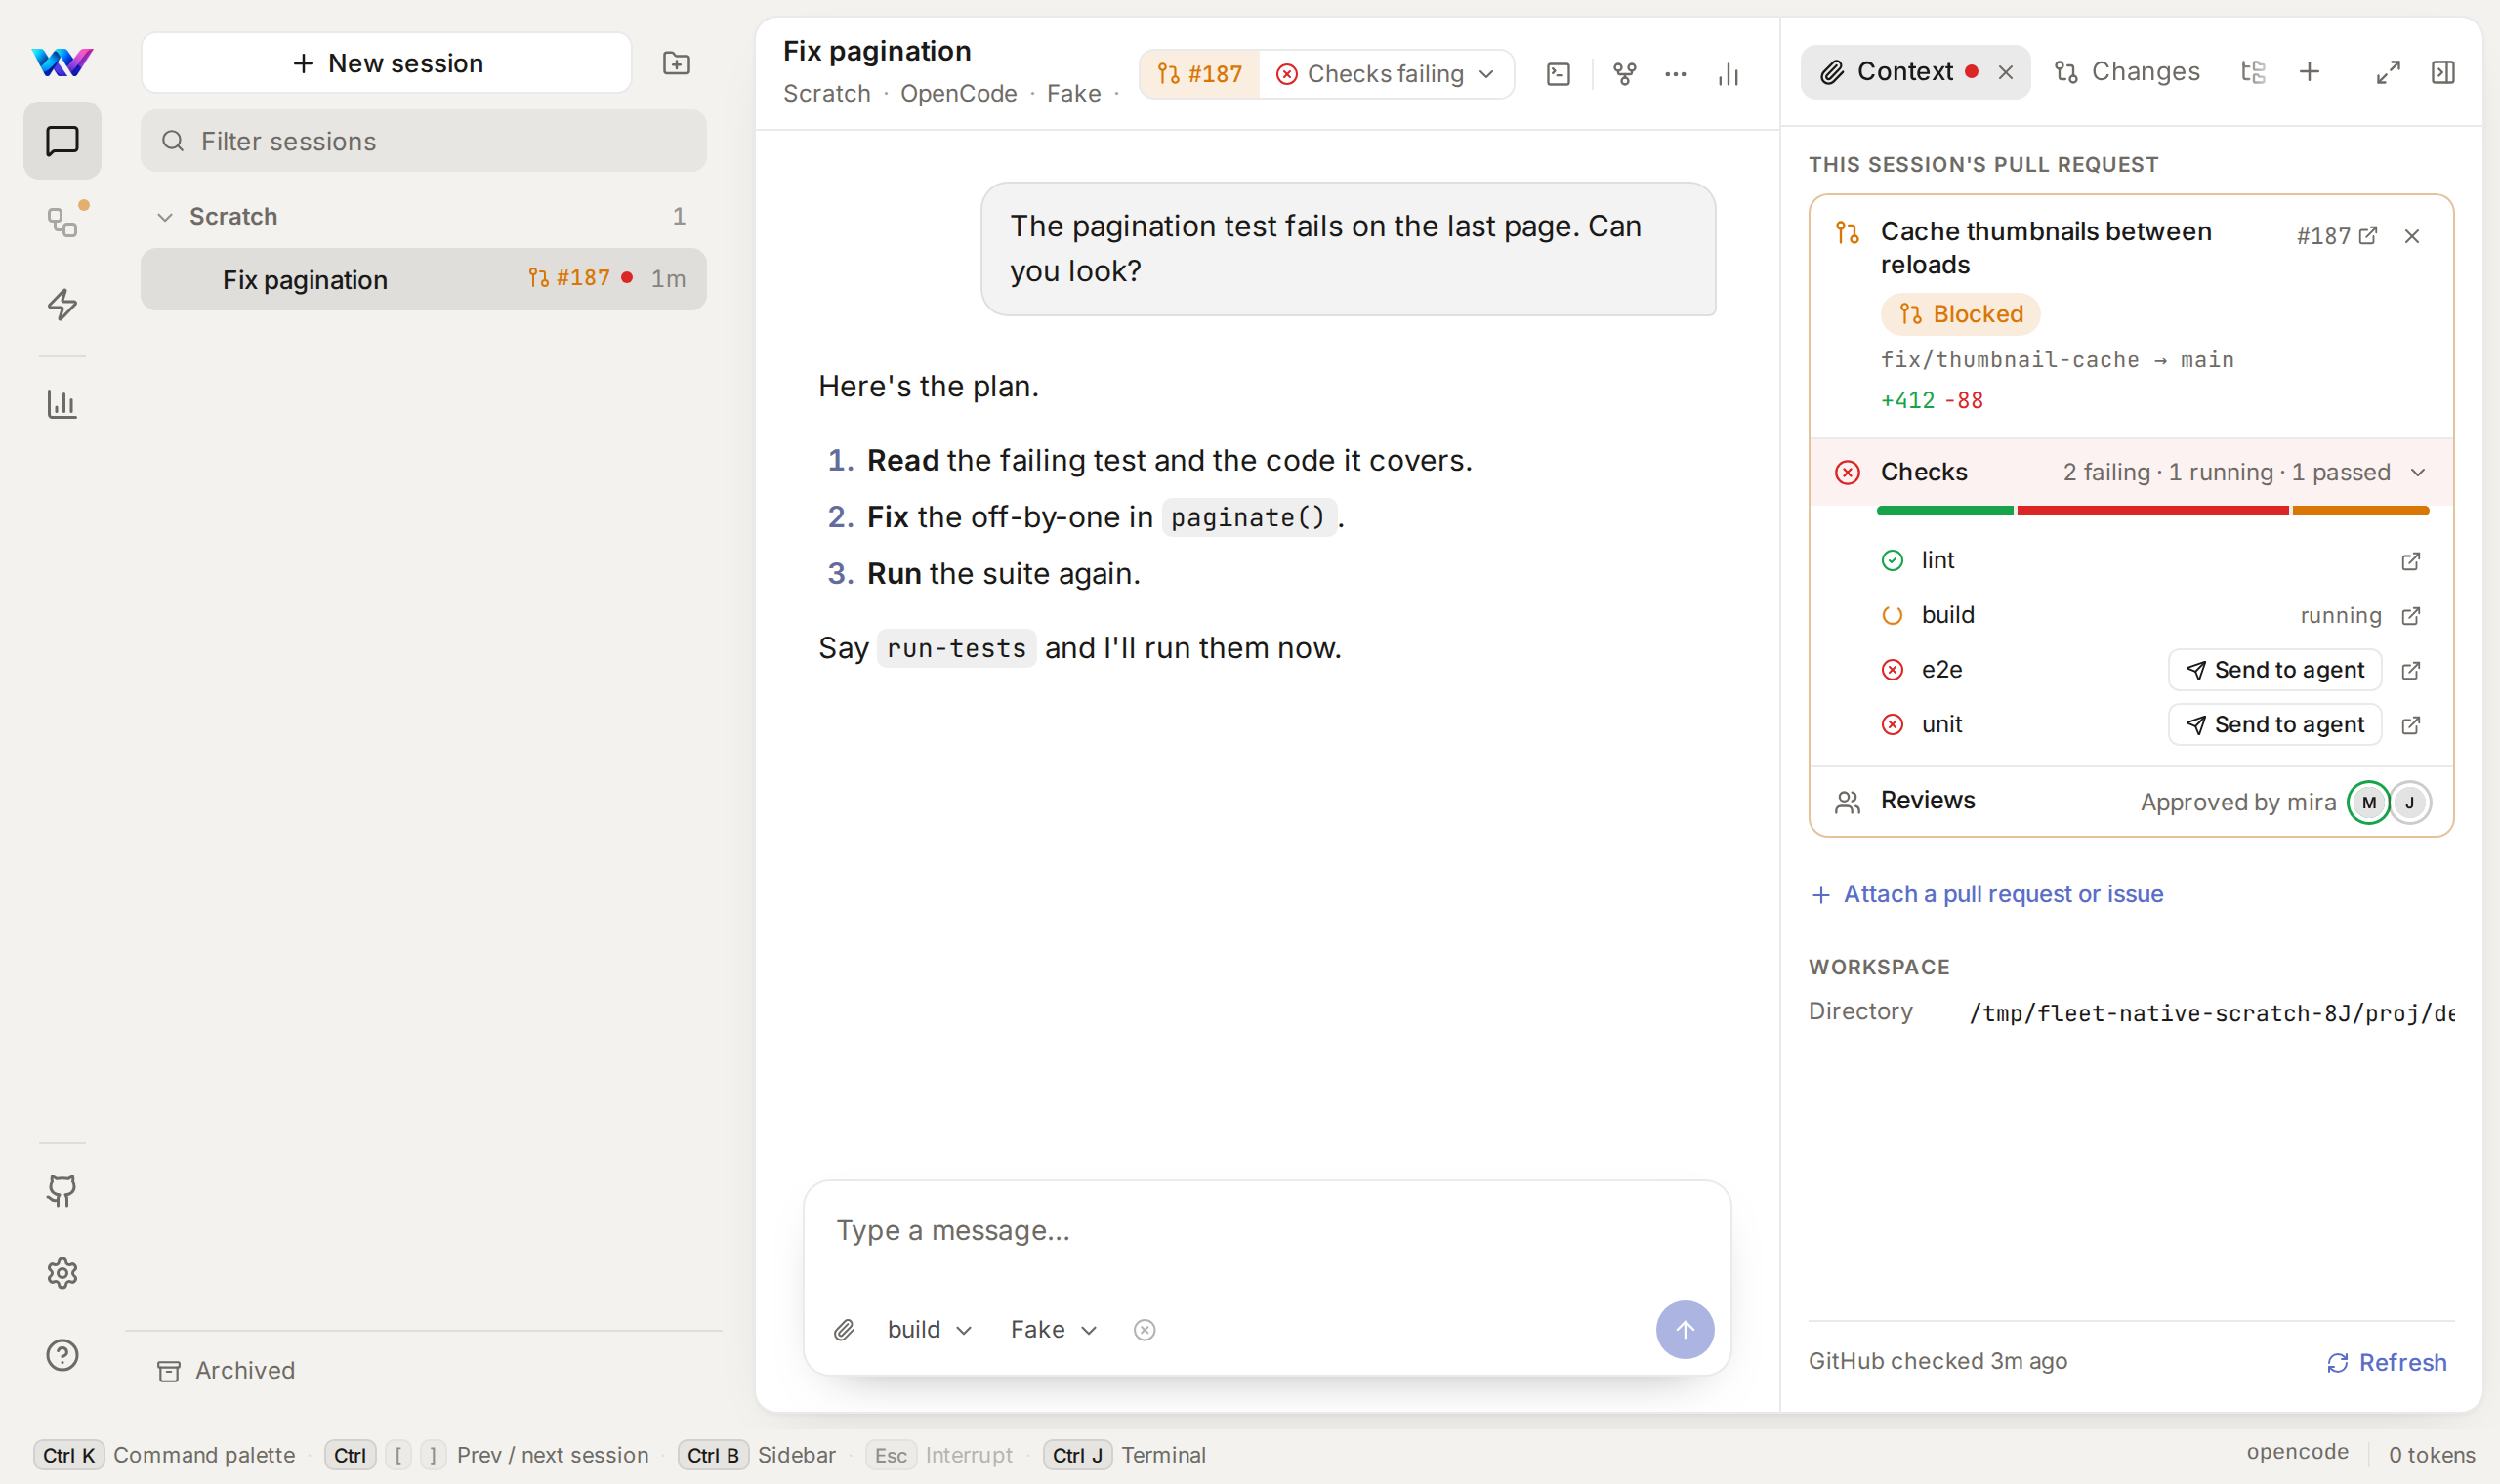 New session
Filter sessions
Scratch 1
Fix pagination #187 1m
Archived
Fix pagination
Scratch · OpenCode · Fake ·
#187 Checks failing
The pagination test fails on the last page. Can
you look?
Here's the plan.
1. Read the failing test and the code it covers.
2. Fix the off-by-one in paginate().
3. Run the suite again.
Say run-tests and I'll run them now.
Type a message...
build Fake
Context Changes
THIS SESSION'S PULL REQUEST
Cache thumbnails between
reloads
#187
Blocked
fix/thumbnail-cache → main
+412 -88
Checks 2 failing · 1 running · 1 passed
lint
build running
e2e Send to agent
unit Send to agent
Reviews Approved by mira M J
Attach a pull request or issue
WORKSPACE
Directory /tmp/fleet-native-scratch-8J/proj/de
GitHub checked 3m ago Refresh
Ctrl K Command palette · Ctrl [ ] Prev / next session · Ctrl B Sidebar · Esc Interrupt · Ctrl J Terminal
opencode 0 tokens